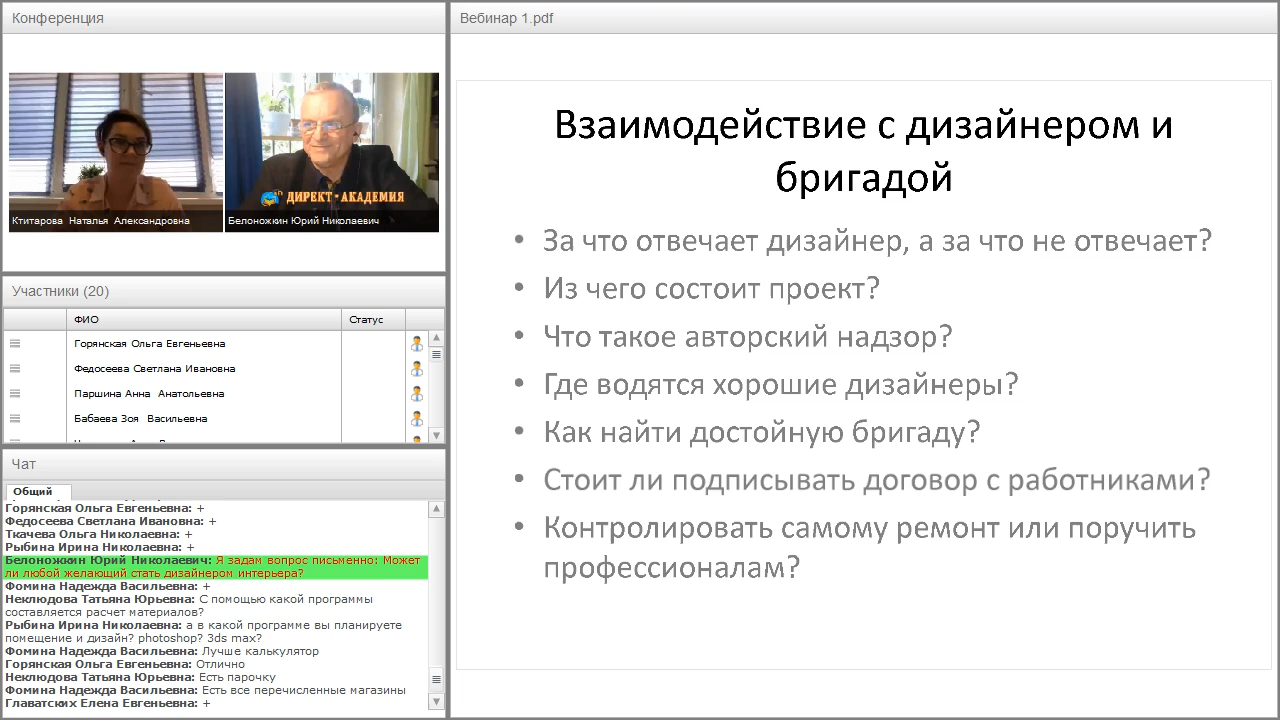 Конференция
Ктитарова Наталья Александровна
ДИРЕКТ-АКАДЕМИЯ
Белоножкин Юрий Николаевич
Участники (20)
ФИО Статус
Горянская Ольга Евгеньевна
Федосеева Светлана Ивановна
Паршина Анна Анатольевна
Бабаева Зоя Васильевна
Чат
Общий
Горянская Ольга Евгеньевна: +
Федосеева Светлана Ивановна: +
Ткачева Ольга Николаевна: +
Рыбина Ирина Николаевна: +
Белоножкин Юрий Николаевич: Я задам вопрос письменно: Может
ли любой желающий стать дизайнером интерьера?
Фомина Надежда Васильевна: +
Неклюдова Татьяна Юрьевна: С помощью какой программы
составляется расчет материалов?
Рыбина Ирина Николаевна: а в какой программе вы планируете
помещение и дизайн? photoshop? 3ds max?
Фомина Надежда Васильевна: Лучше калькулятор
Горянская Ольга Евгеньевна: Отлично
Неклюдова Татьяна Юрьевна: Есть парочку
Фомина Надежда Васильевна: Есть все перечисленные магазины
Главатских Елена Евгеньевна: +
Вебинар 1.pdf
Взаимодействие с дизайнером и
бригадой
• За что отвечает дизайнер, а за что не отвечает?
• Из чего состоит проект?
• Что такое авторский надзор?
• Где водятся хорошие дизайнеры?
• Как найти достойную бригаду?
• Стоит ли подписывать договор с работниками?
• Контролировать самому ремонт или поручить
профессионалам?